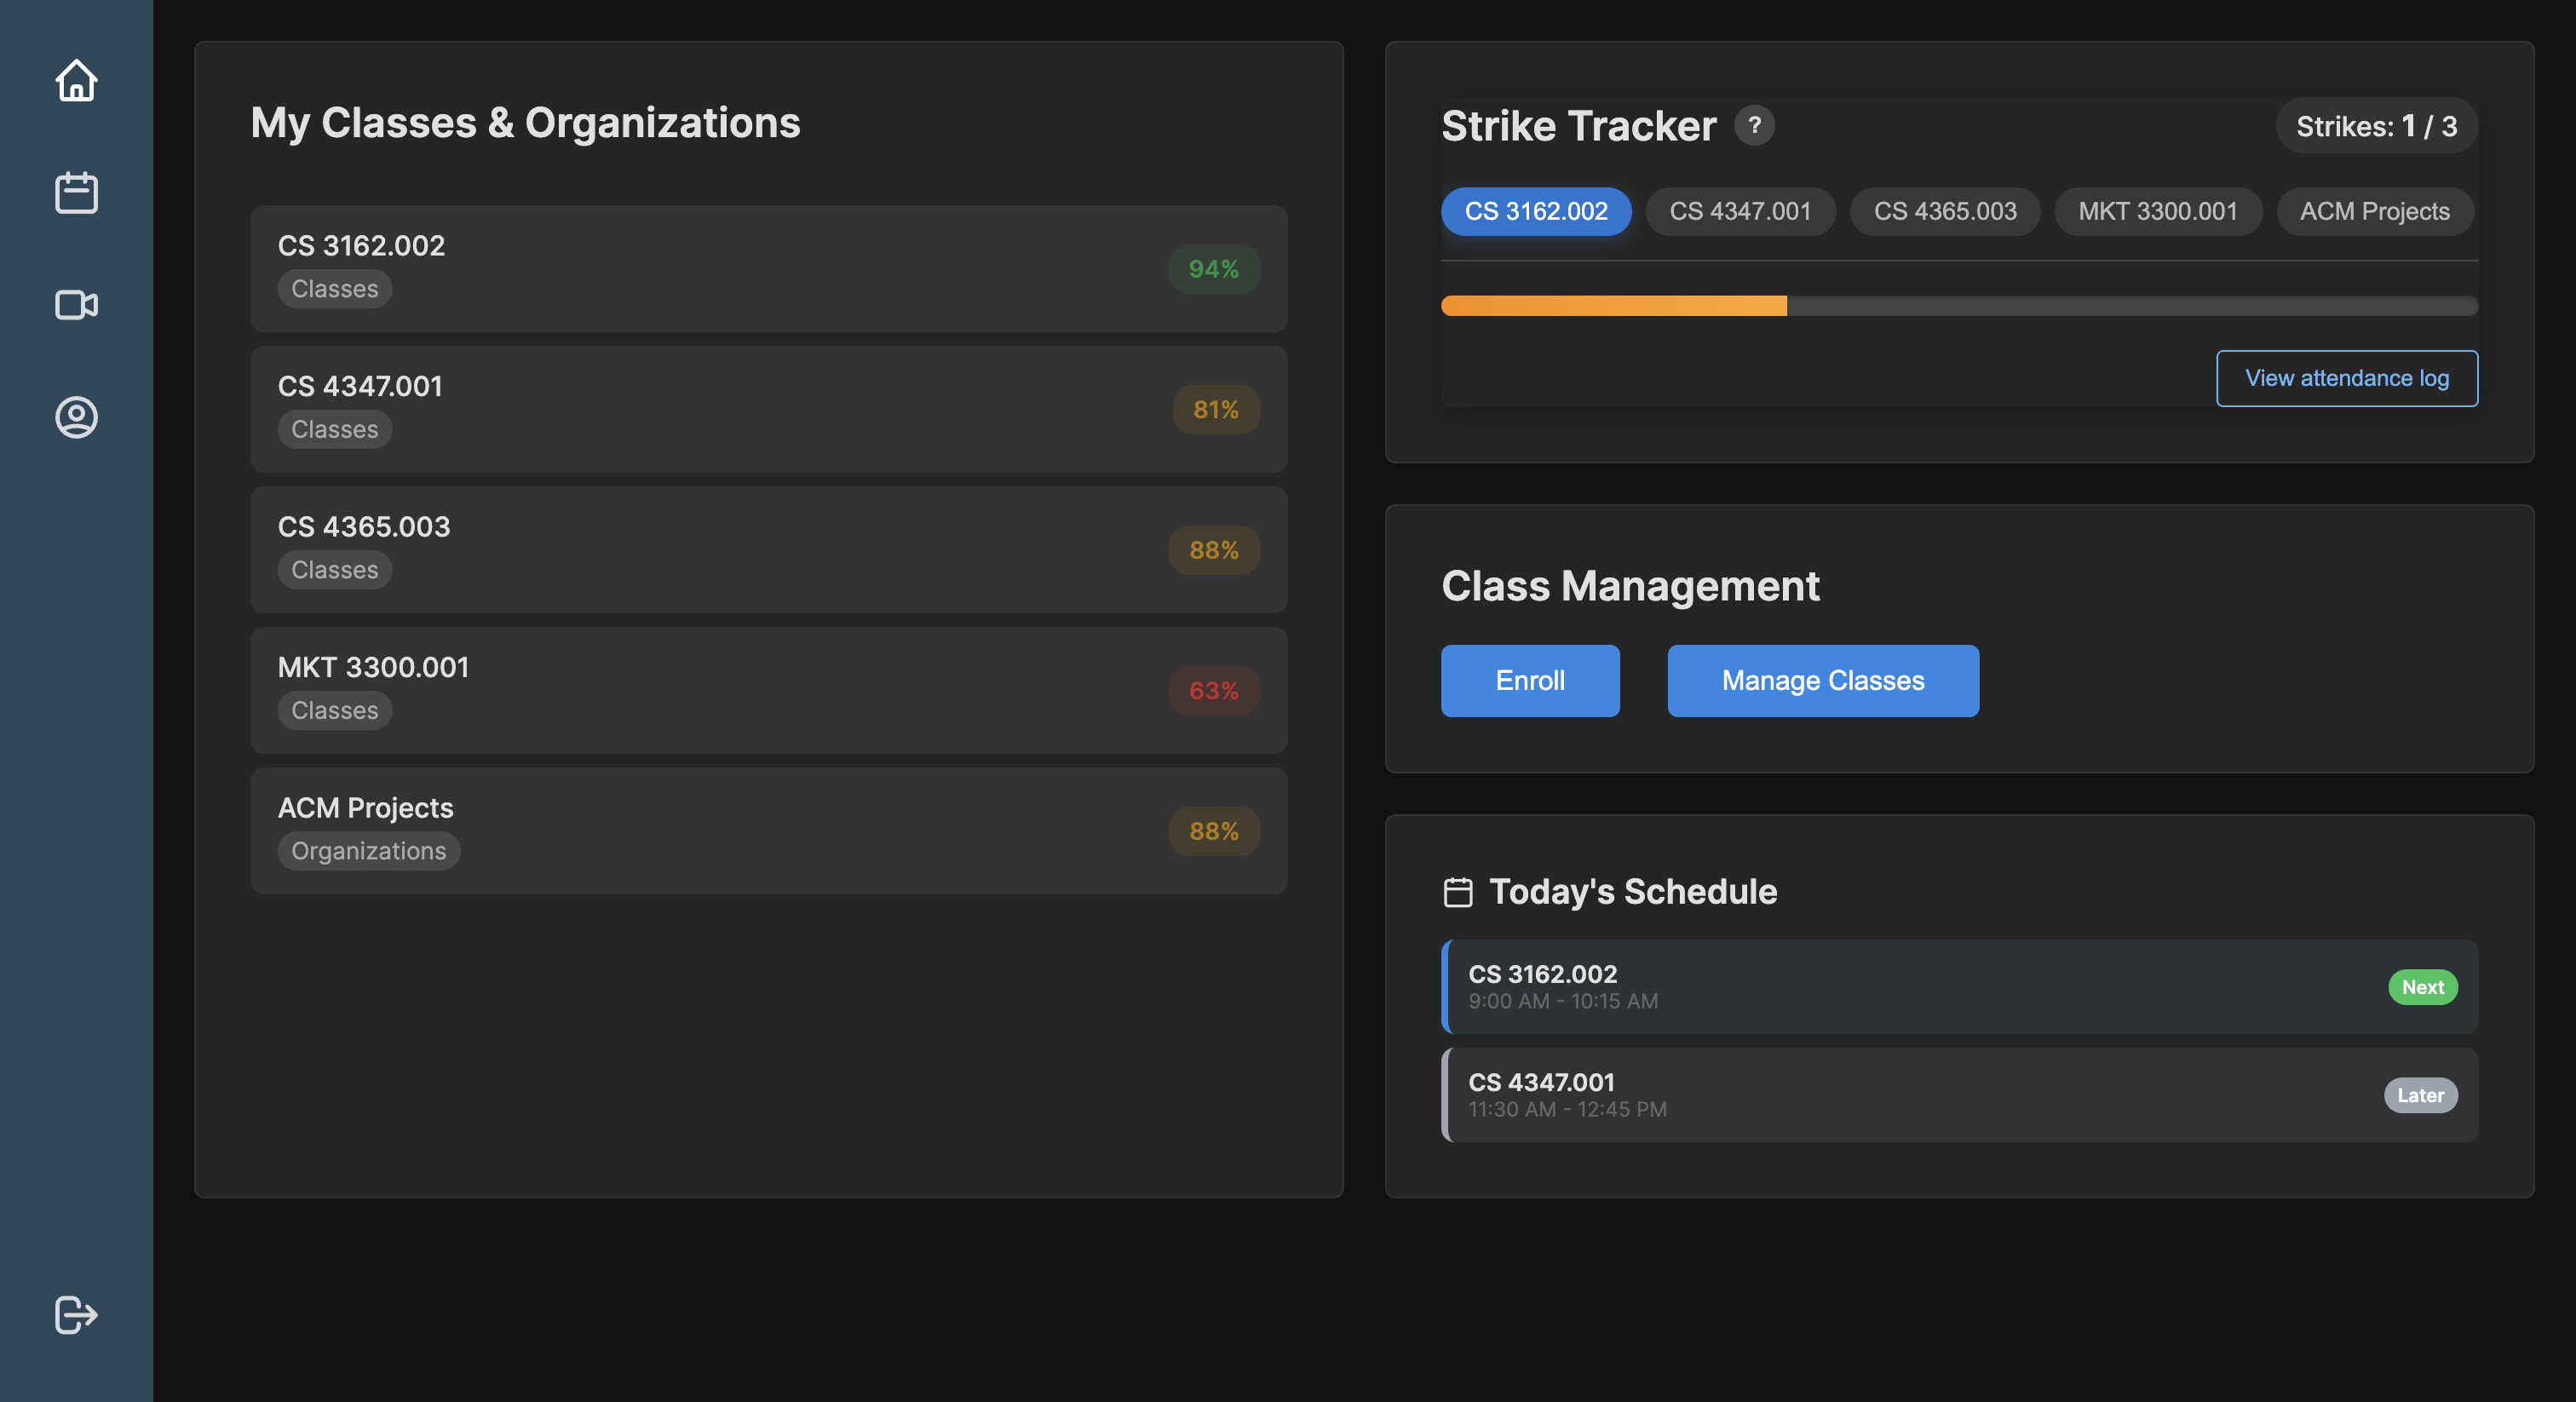 My Classes & Organizations
CS 3162.002
Classes
94%
CS 4347.001
Classes
81%
CS 4365.003
Classes
88%
MKT 3300.001
Classes
63%
ACM Projects
Organizations
88%
Strike Tracker ?
Strikes: 1 / 3
CS 3162.002 CS 4347.001 CS 4365.003 MKT 3300.001 ACM Projects
View attendance log
Class Management
Enroll Manage Classes
Today's Schedule
CS 3162.002
9:00 AM - 10:15 AM
Next
CS 4347.001
11:30 AM - 12:45 PM
Later